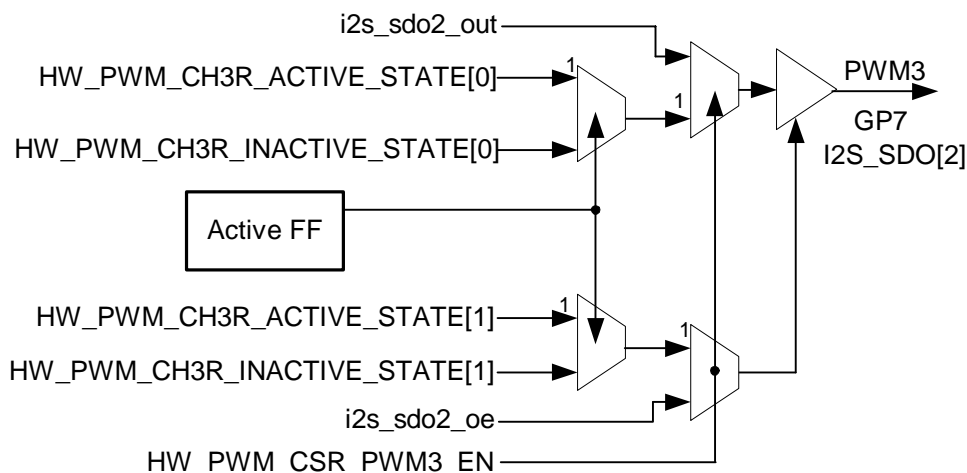 i2s_sdo2_out
HW_PWM_CH3R_ACTIVE_STATE[0]
1
HW_PWM_CH3R_INACTIVE_STATE[0]
1
PWM3
GP7
I2S_SDO[2]
Active FF
HW_PWM_CH3R_ACTIVE_STATE[1]
1
HW_PWM_CH3R_INACTIVE_STATE[1]
1
i2s_sdo2_oe
HW_PWM_CSR_PWM3_EN